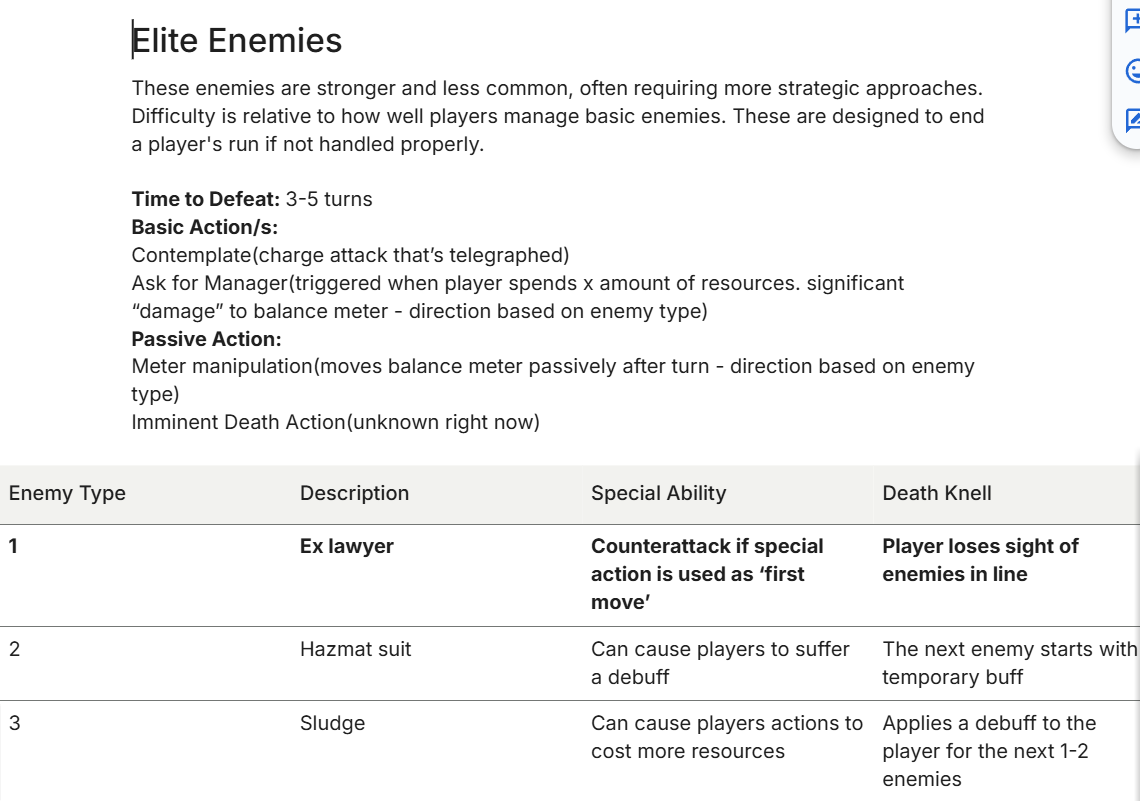 Elite Enemies
These enemies are stronger and less common, often requiring more strategic approaches.
Difficulty is relative to how well players manage basic enemies. These are designed to end
a player's run if not handled properly.
Time to Defeat: 3-5 turns
Basic Action/s:
Contemplate(charge attack that’s telegraphed)
Ask for Manager(triggered when player spends x amount of resources. significant
“damage” to balance meter - direction based on enemy type)
Passive Action:
Meter manipulation(moves balance meter passively after turn - direction based on enemy
type)
Imminent Death Action(unknown right now)
Enemy Type Description Special Ability Death Knell
1 Ex lawyer Counterattack if special Player loses sight of
action is used as ‘first enemies in line
move’
2 Hazmat suit Can cause players to suffer The next enemy starts with
a debuff temporary buff
3 Sludge Can cause players actions to Applies a debuff to the
cost more resources player for the next 1-2
enemies